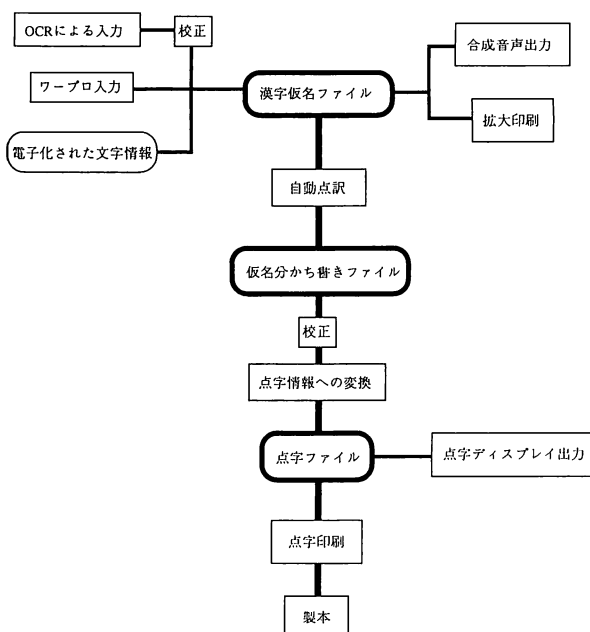 OCRによる入力
校正
ワープロ入力
電子化された文字情報
漢字仮名ファイル
合成音声出力
拡大印刷
自動点訳
仮名分かち書きファイル
校正
点字情報への変換
点字ファイル
点字ディスプレイ出力
点字印刷
製本